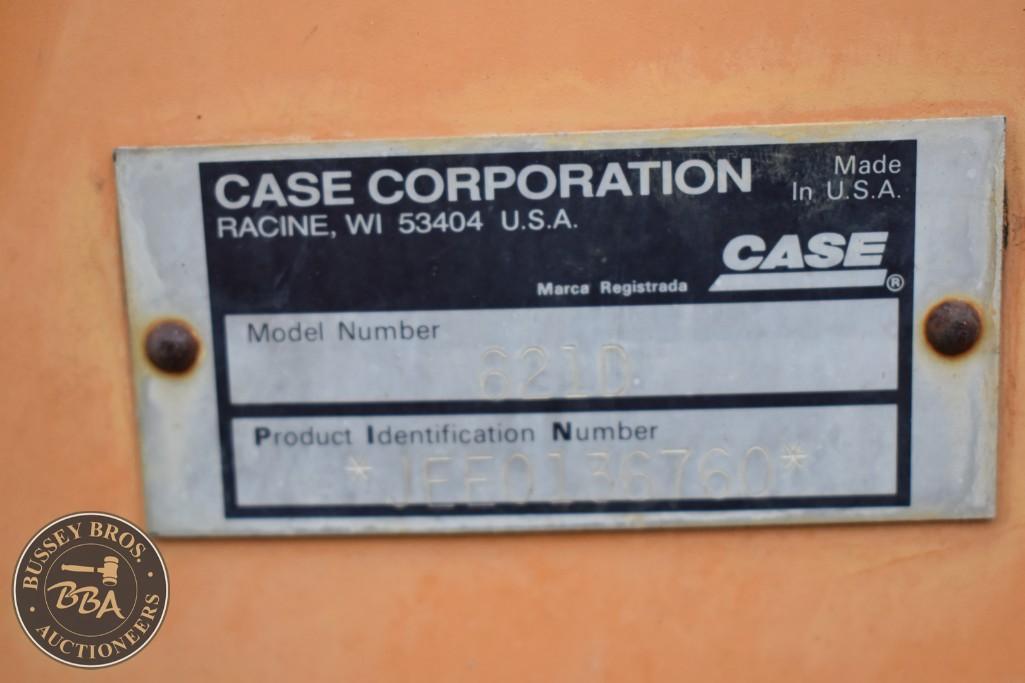 CASE CORPORATION
RACINE, WI 53404 U.S.A.
Made
In U.S.A.
CASE
®
Marca Registrada
Model Number
621D
Product Identification Number
*JEE0136760*
BUSSEY BROS.
BBA
AUCTIONEERS